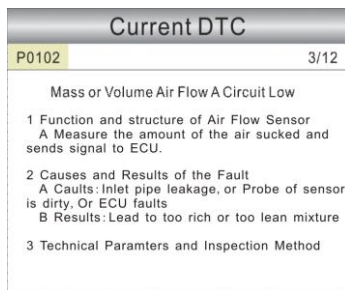 Current DTC
P0102 3/12
Mass or Volume Air Flow A Circuit Low
1 Function and structure of Air Flow Sensor
A Measure the amount of the air sucked and
sends signal to ECU.
2 Causes and Results of the Fault
A Caults:Inlet pipe leakage, or Probe of sensor
is dirty, Or ECU faults
B Results:Lead to too rich or too lean mixture
3 Technical Paramters and Inspection Method